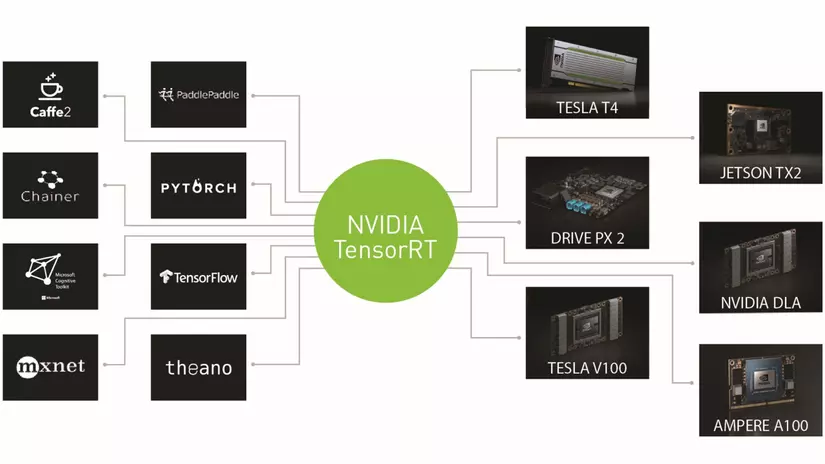 Caffe2
PaddlePaddle
Chainer
PYTORCH
Microsoft
Cognitive
Toolkit
Microsoft
TensorFlow
mxnet
theano
NVIDIA
TensorRT
TESLA T4
JETSON TX2
DRIVE PX 2
NVIDIA DLA
TESLA V100
AMPERE A100